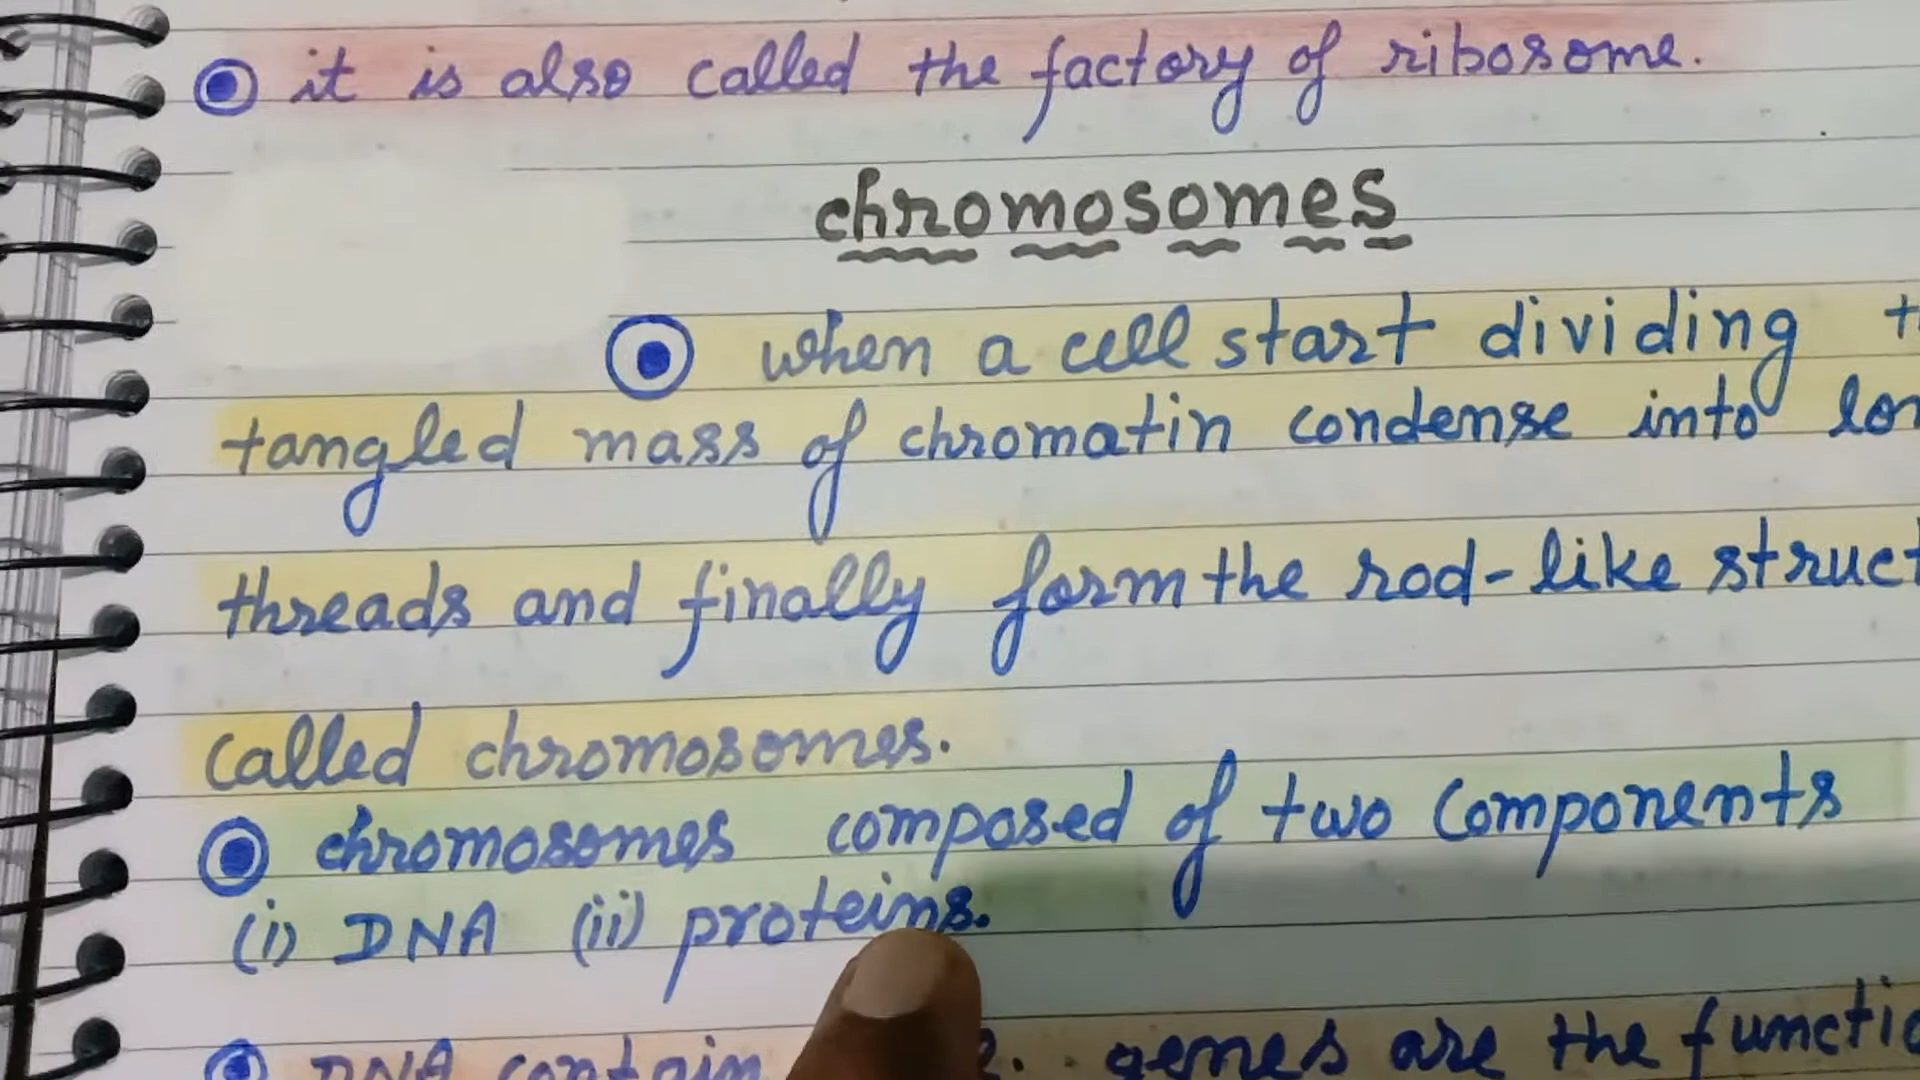 it is also called the factory of ribosome.
chromosomes
when a cell start dividing
tangled mass of chromatin condense into
threads and finally form the rod-like
called chromosomes.
chromosomes composed of two components
(i) DNA (ii) proteins.
DNA contain genes are the